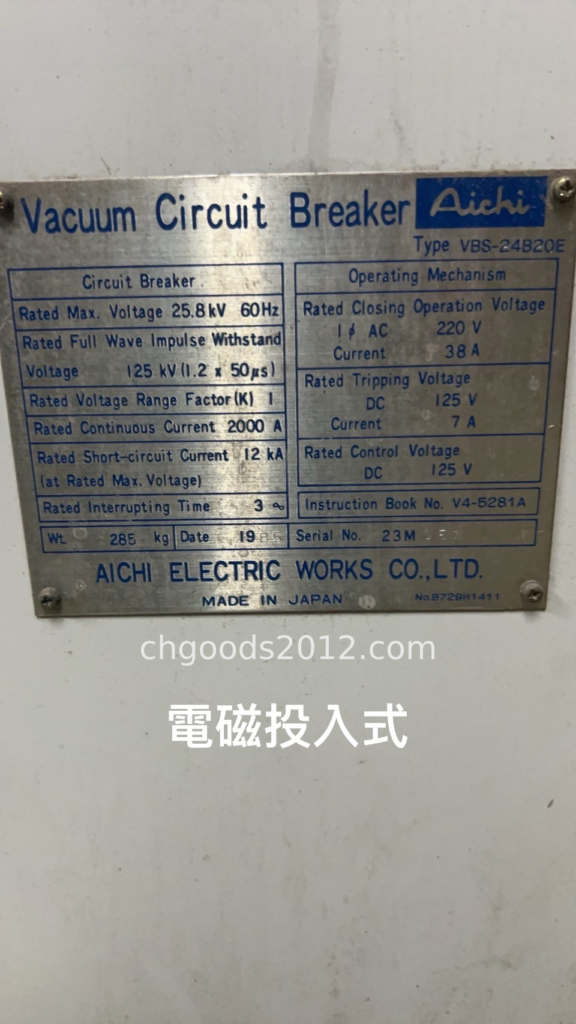 Vacuum Circuit Breaker Aichi
Type VBS-24B20E
Circuit Breaker
Rated Max. Voltage 25.8 kV 60Hz
Rated Full Wave Impulse Withstand
Voltage 125 kV (1.2 x 50μs)
Rated Voltage Range Factor (K) 1
Rated Continuous Current 2000 A
Rated Short-circuit Current 12 kA
(at Rated Max. Voltage)
Rated Interrupting Time 3 ~
Operating Mechanism
Rated Closing Operation Voltage
1φ AC 220 V
Current 38 A
Rated Tripping Voltage
DC 125 V
Current 7 A
Rated Control Voltage
DC 125 V
Instruction Book No. V4-5281A
Wt. 285 kg Date Serial No. 23M
AICHI ELECTRIC WORKS CO.,LTD.
MADE IN JAPAN No.B729H1411
chgoods2012.com
電磁投入式